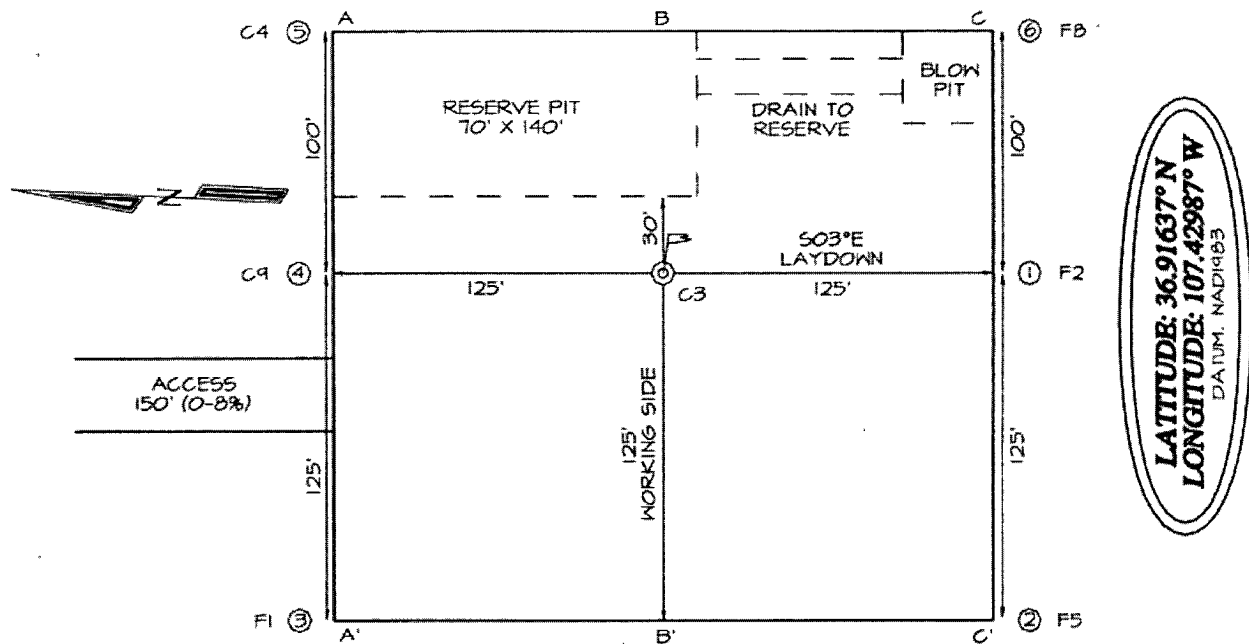 A
B
C
C4 ⑤
⑥ F8
RESERVE PIT
70' X 140'
DRAIN TO
RESERVE
BLOW
PIT
100'
100'
N
30'
S03°E
LAYDOWN
C9 ④
① F2
125'
C3
125'
ACCESS
150' (0-8%)
125'
125'
WORKING SIDE
125'
F1 ③
② F5
A'
B'
C'
LATITUDE: 36.91637° N
LONGITUDE: 107.42987° W
DATUM: NAD1983